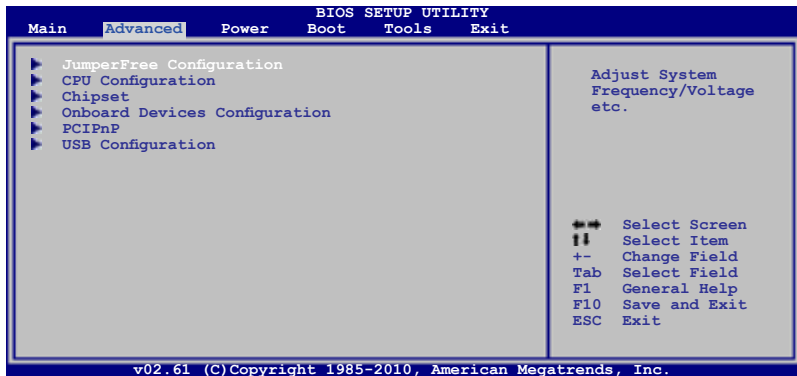 BIOS SETUP UTILITY
Main Advanced Power Boot Tools Exit
JumperFree Configuration
CPU Configuration
Chipset
Onboard Devices Configuration
PCIPnP
USB Configuration
Adjust System
Frequency/Voltage
etc.
Select Screen
Select Item
+- Change Field
Tab Select Field
F1 General Help
F10 Save and Exit
ESC Exit
v02.61 (C)Copyright 1985-2010, American Megatrends, Inc.